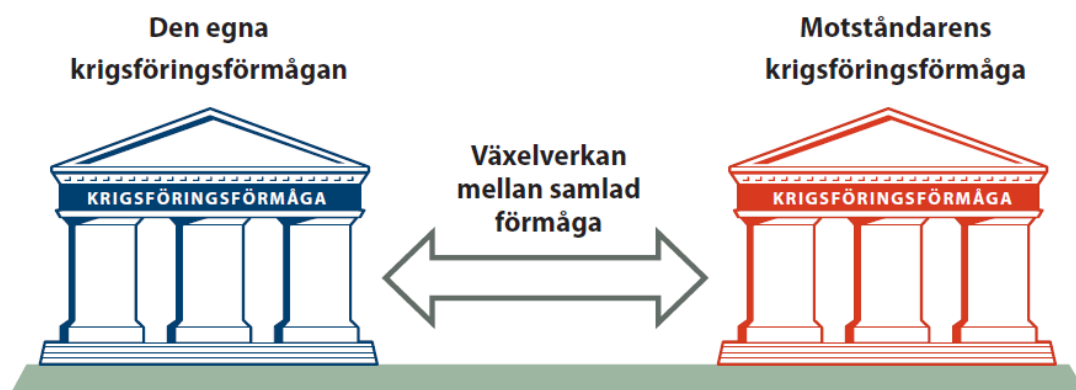 Den egna
krigsföringsförmågan
Motståndarens
krigsföringsförmåga
Växelverkan
mellan samlad
förmåga
KRIGSFÖRINGSFÖRMÅGA
KRIGSFÖRINGSFÖRMÅGA